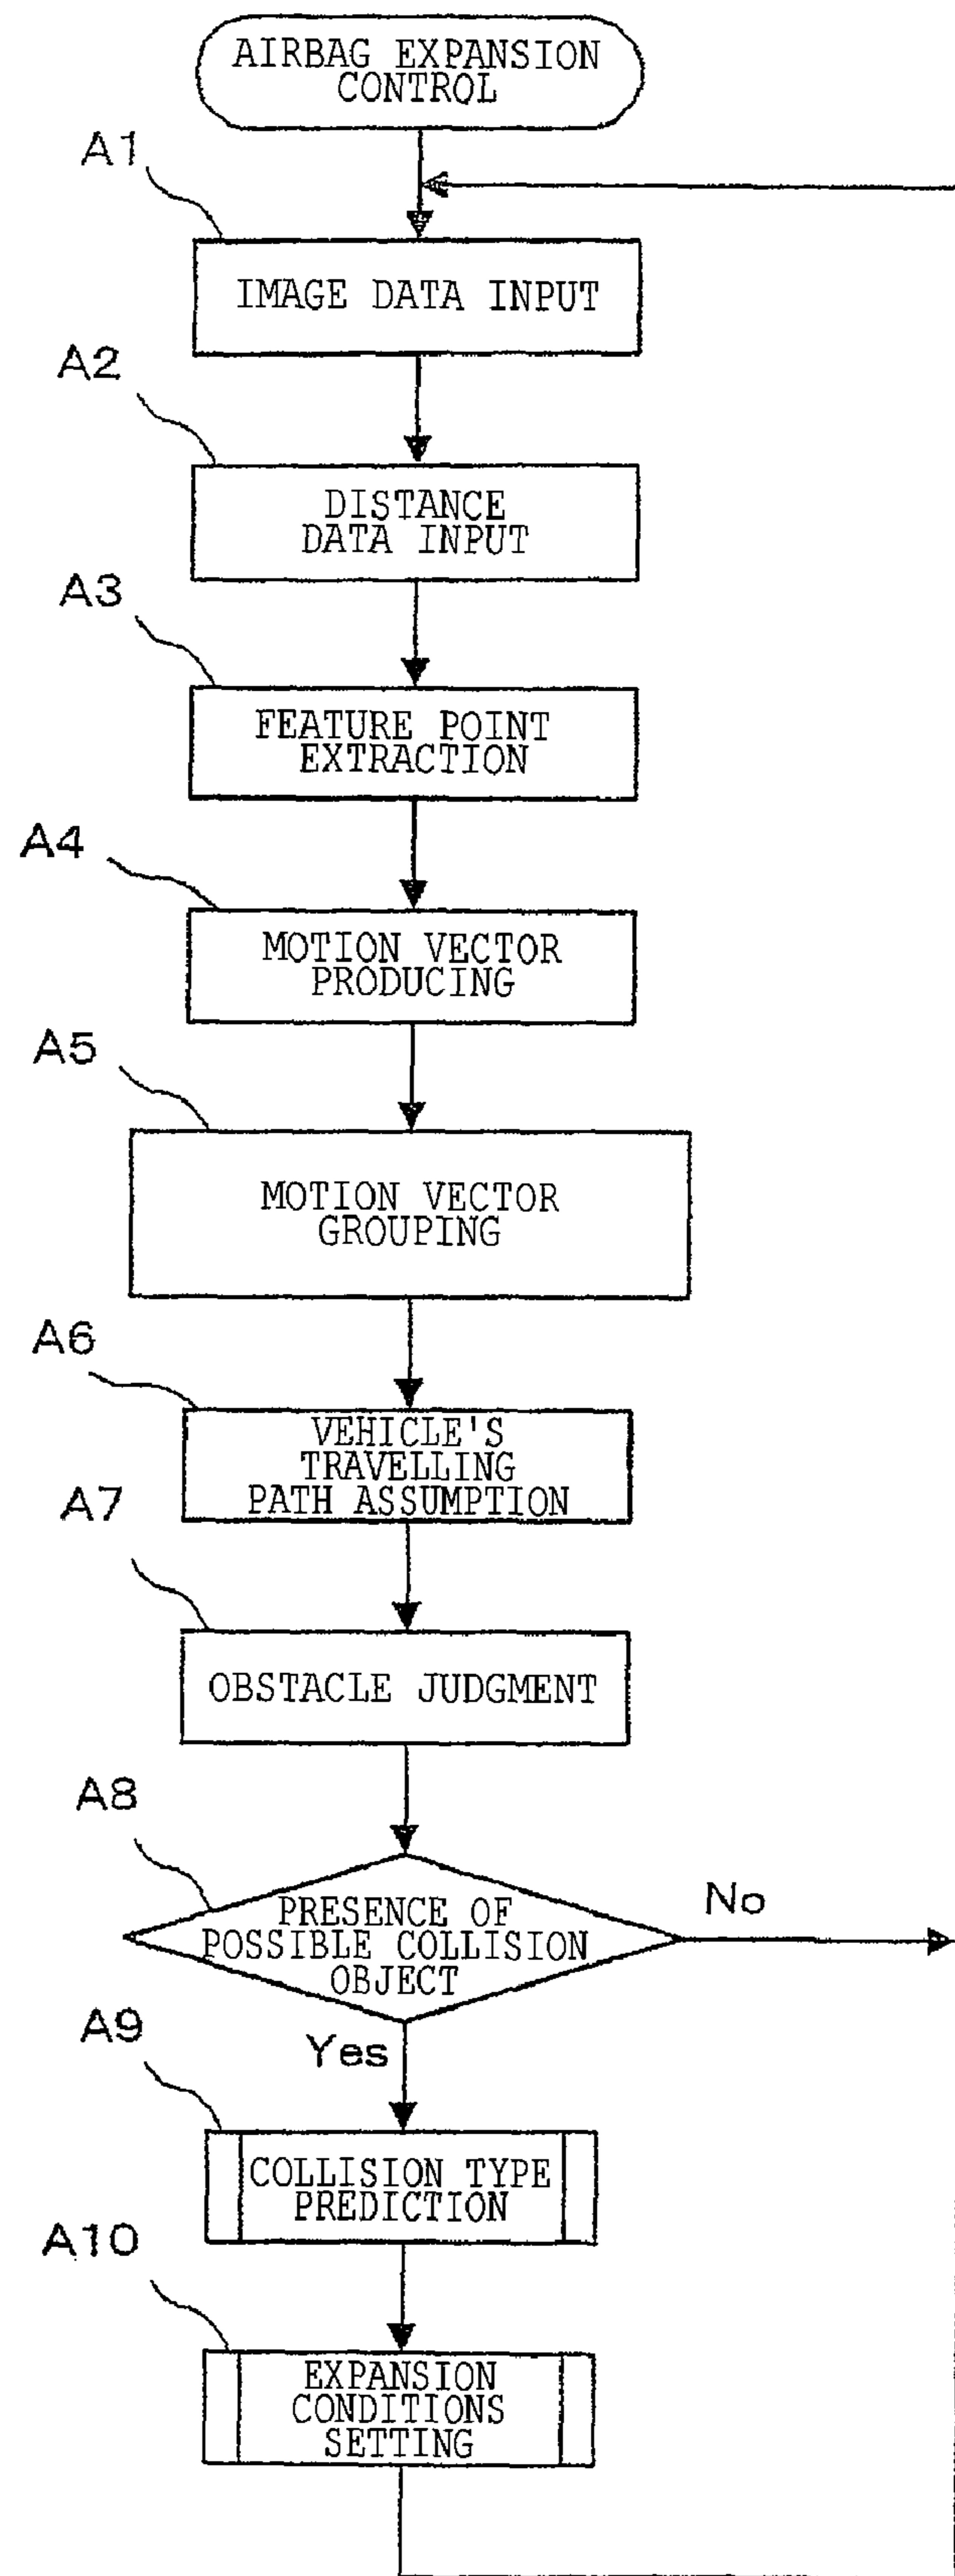 AIRBAG EXPANSION
CONTROL
A1
IMAGE DATA INPUT
A2
DISTANCE
DATA INPUT
A3
FEATURE POINT
EXTRACTION
A4
MOTION VECTOR
PRODUCING
A5
MOTION VECTOR
GROUPING
A6
VEHICLE'S
TRAVELLING
PATH ASSUMPTION
A7
OBSTACLE JUDGMENT
A8
PRESENCE OF
POSSIBLE COLLISION
OBJECT
No
Yes
A9
COLLISION TYPE
PREDICTION
A10
EXPANSION
CONDITIONS
SETTING